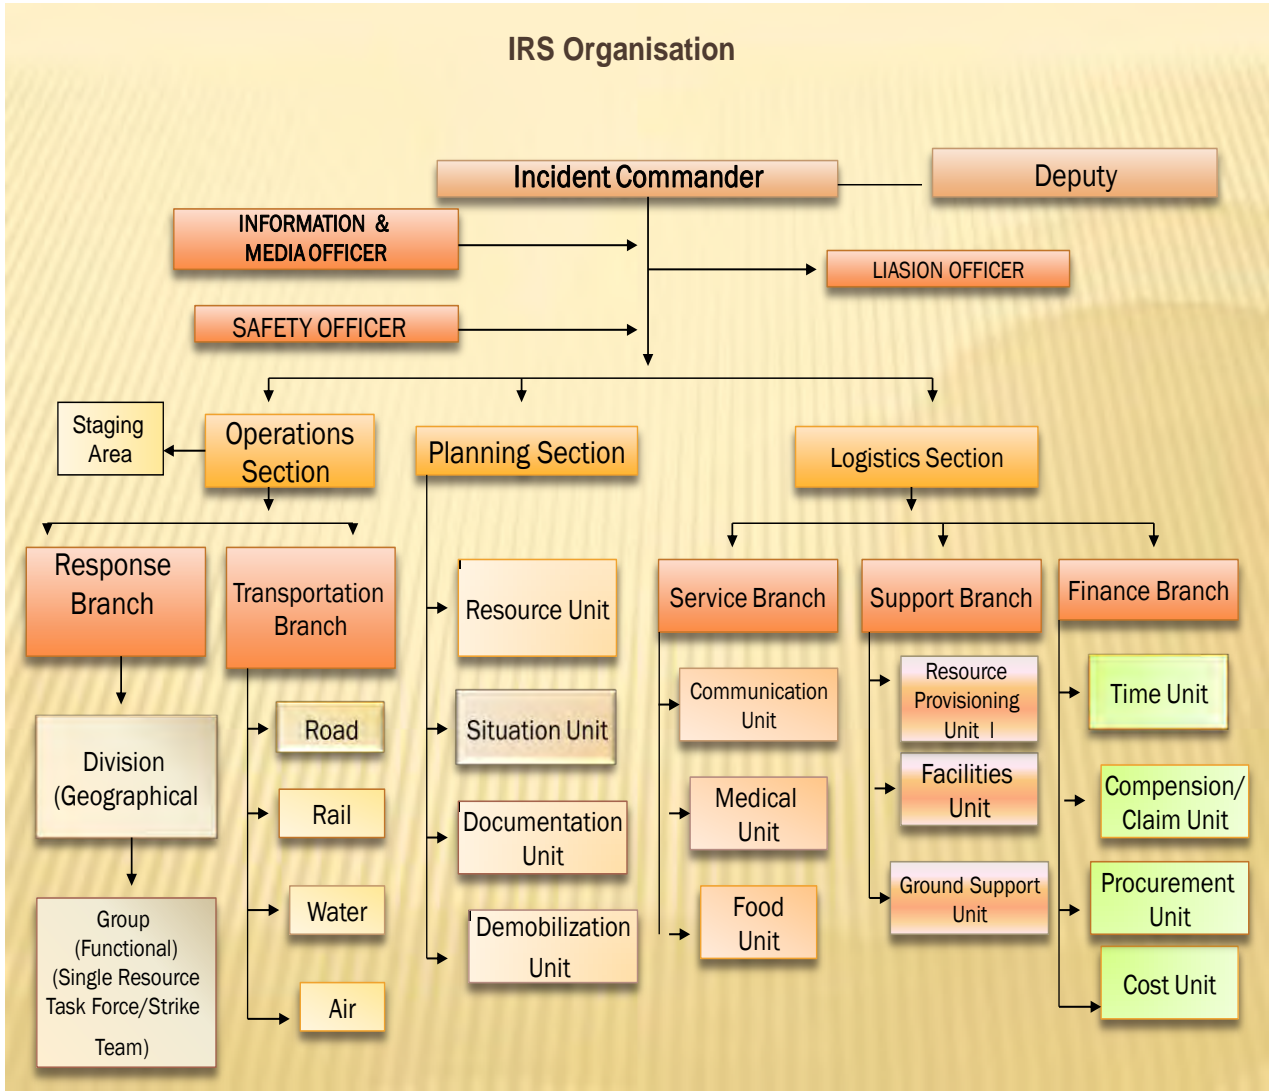 IRS Organisation
Incident Commander
Deputy
INFORMATION &
MEDIA OFFICER
LIASION OFFICER
SAFETY OFFICER
Staging
Area
Operations
Section
Planning Section
Logistics Section
Response
Branch
Transportation
Branch
Resource Unit
Service Branch
Support Branch
Finance Branch
Division
(Geographical
Group
(Functional)
(Single Resource
Task Force/Strike
Team)
Road
Rail
Water
Air
Situation Unit
Documentation
Unit
Demobilization
Unit
Communication
Unit
Medical
Unit
Food
Unit
Resource
Provisioning
Unit I
Facilities
Unit
Ground Support
Unit
Time Unit
Compension/
Claim Unit
Procurement
Unit
Cost Unit